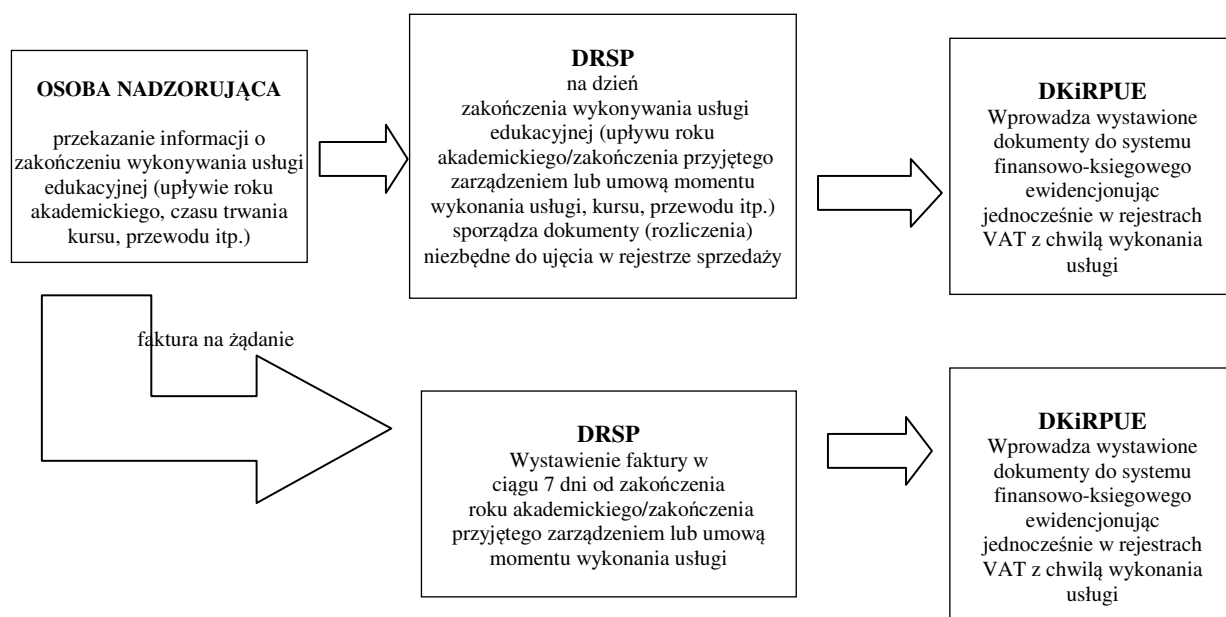 OSOBA NADZORUJĄCA
przekazanie informacji o
zakończeniu wykonywania usługi
edukacyjnej (upływie roku
akademickiego, czasu trwania
kursu, przewodu itp.)
DRSP
na dzień
zakończenia wykonywania usługi
edukacyjnej (upływu roku
akademickiego/zakończenia przyjętego
zarządzeniem lub umową momentu
wykonania usługi, kursu, przewodu itp.)
sporządza dokumenty (rozliczenia)
niezbędne do ujęcia w rejestrze sprzedaży
DKiRPUE
Wprowadza wystawione
dokumenty do systemu
finansowo-ksiegowego
ewidencjonując
jednocześnie w rejestrach
VAT z chwilą wykonania
usługi
faktura na żądanie
DRSP
Wystawienie faktury w
ciągu 7 dni od zakończenia
roku akademickiego/zakończenia
przyjętego zarządzeniem lub umową
momentu wykonania usługi
DKiRPUE
Wprowadza wystawione
dokumenty do systemu
finansowo-ksiegowego
ewidencjonując
jednocześnie w rejestrach
VAT z chwilą wykonania
usługi